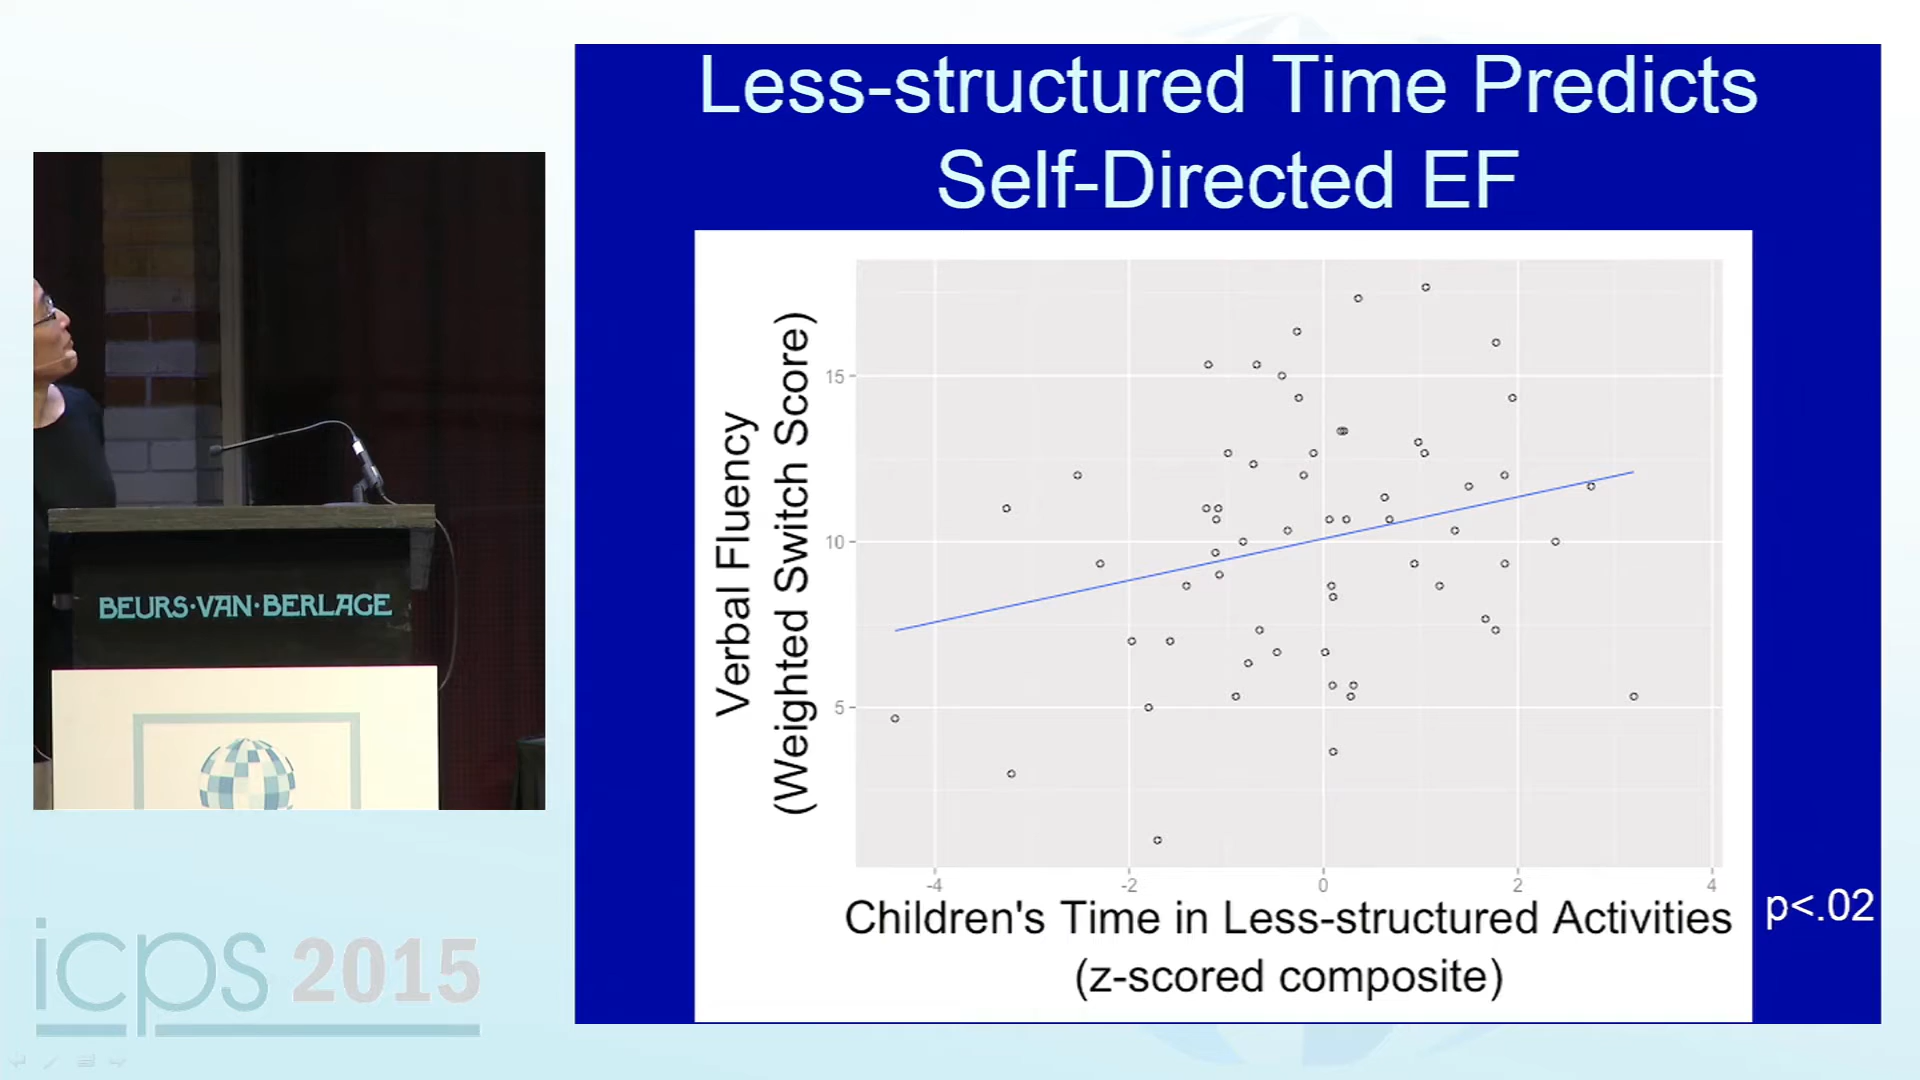 Less-structured Time Predicts
Self-Directed EF
Verbal Fluency
(Weighted Switch Score)
15
10
5
-4
-2
0
2
4
Children's Time in Less-structured Activities
(z-scored composite)
p<.02
BEURS·VAN·BERLAGE
icps 2015